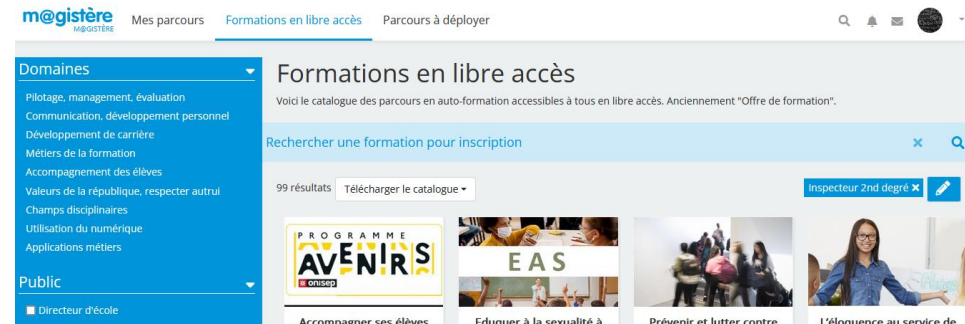 m@gistère
M@GISTÈRE
Mes parcours
Formations en libre accès
Parcours à déployer
Domaines
Pilotage, management, évaluation
Communication, développement personnel
Développement de carrière
Métiers de la formation
Accompagnement des élèves
Valeurs de la république, respecter autrui
Champs disciplinaires
Utilisation du numérique
Applications métiers
Public
Directeur d'école
Formations en libre accès
Voici le catalogue des parcours en auto-formation accessibles à tous en libre accès. Anciennement "Offre de formation".
Rechercher une formation pour inscription
99 résultats
Télécharger le catalogue
Inspecteur 2nd degré
PROGRAMME
AVENIRS
onisep
EAS
Accompagner ses élèves
Eduquer à la sexualité à
Prévenir et lutter contre
L'éloquence au service de